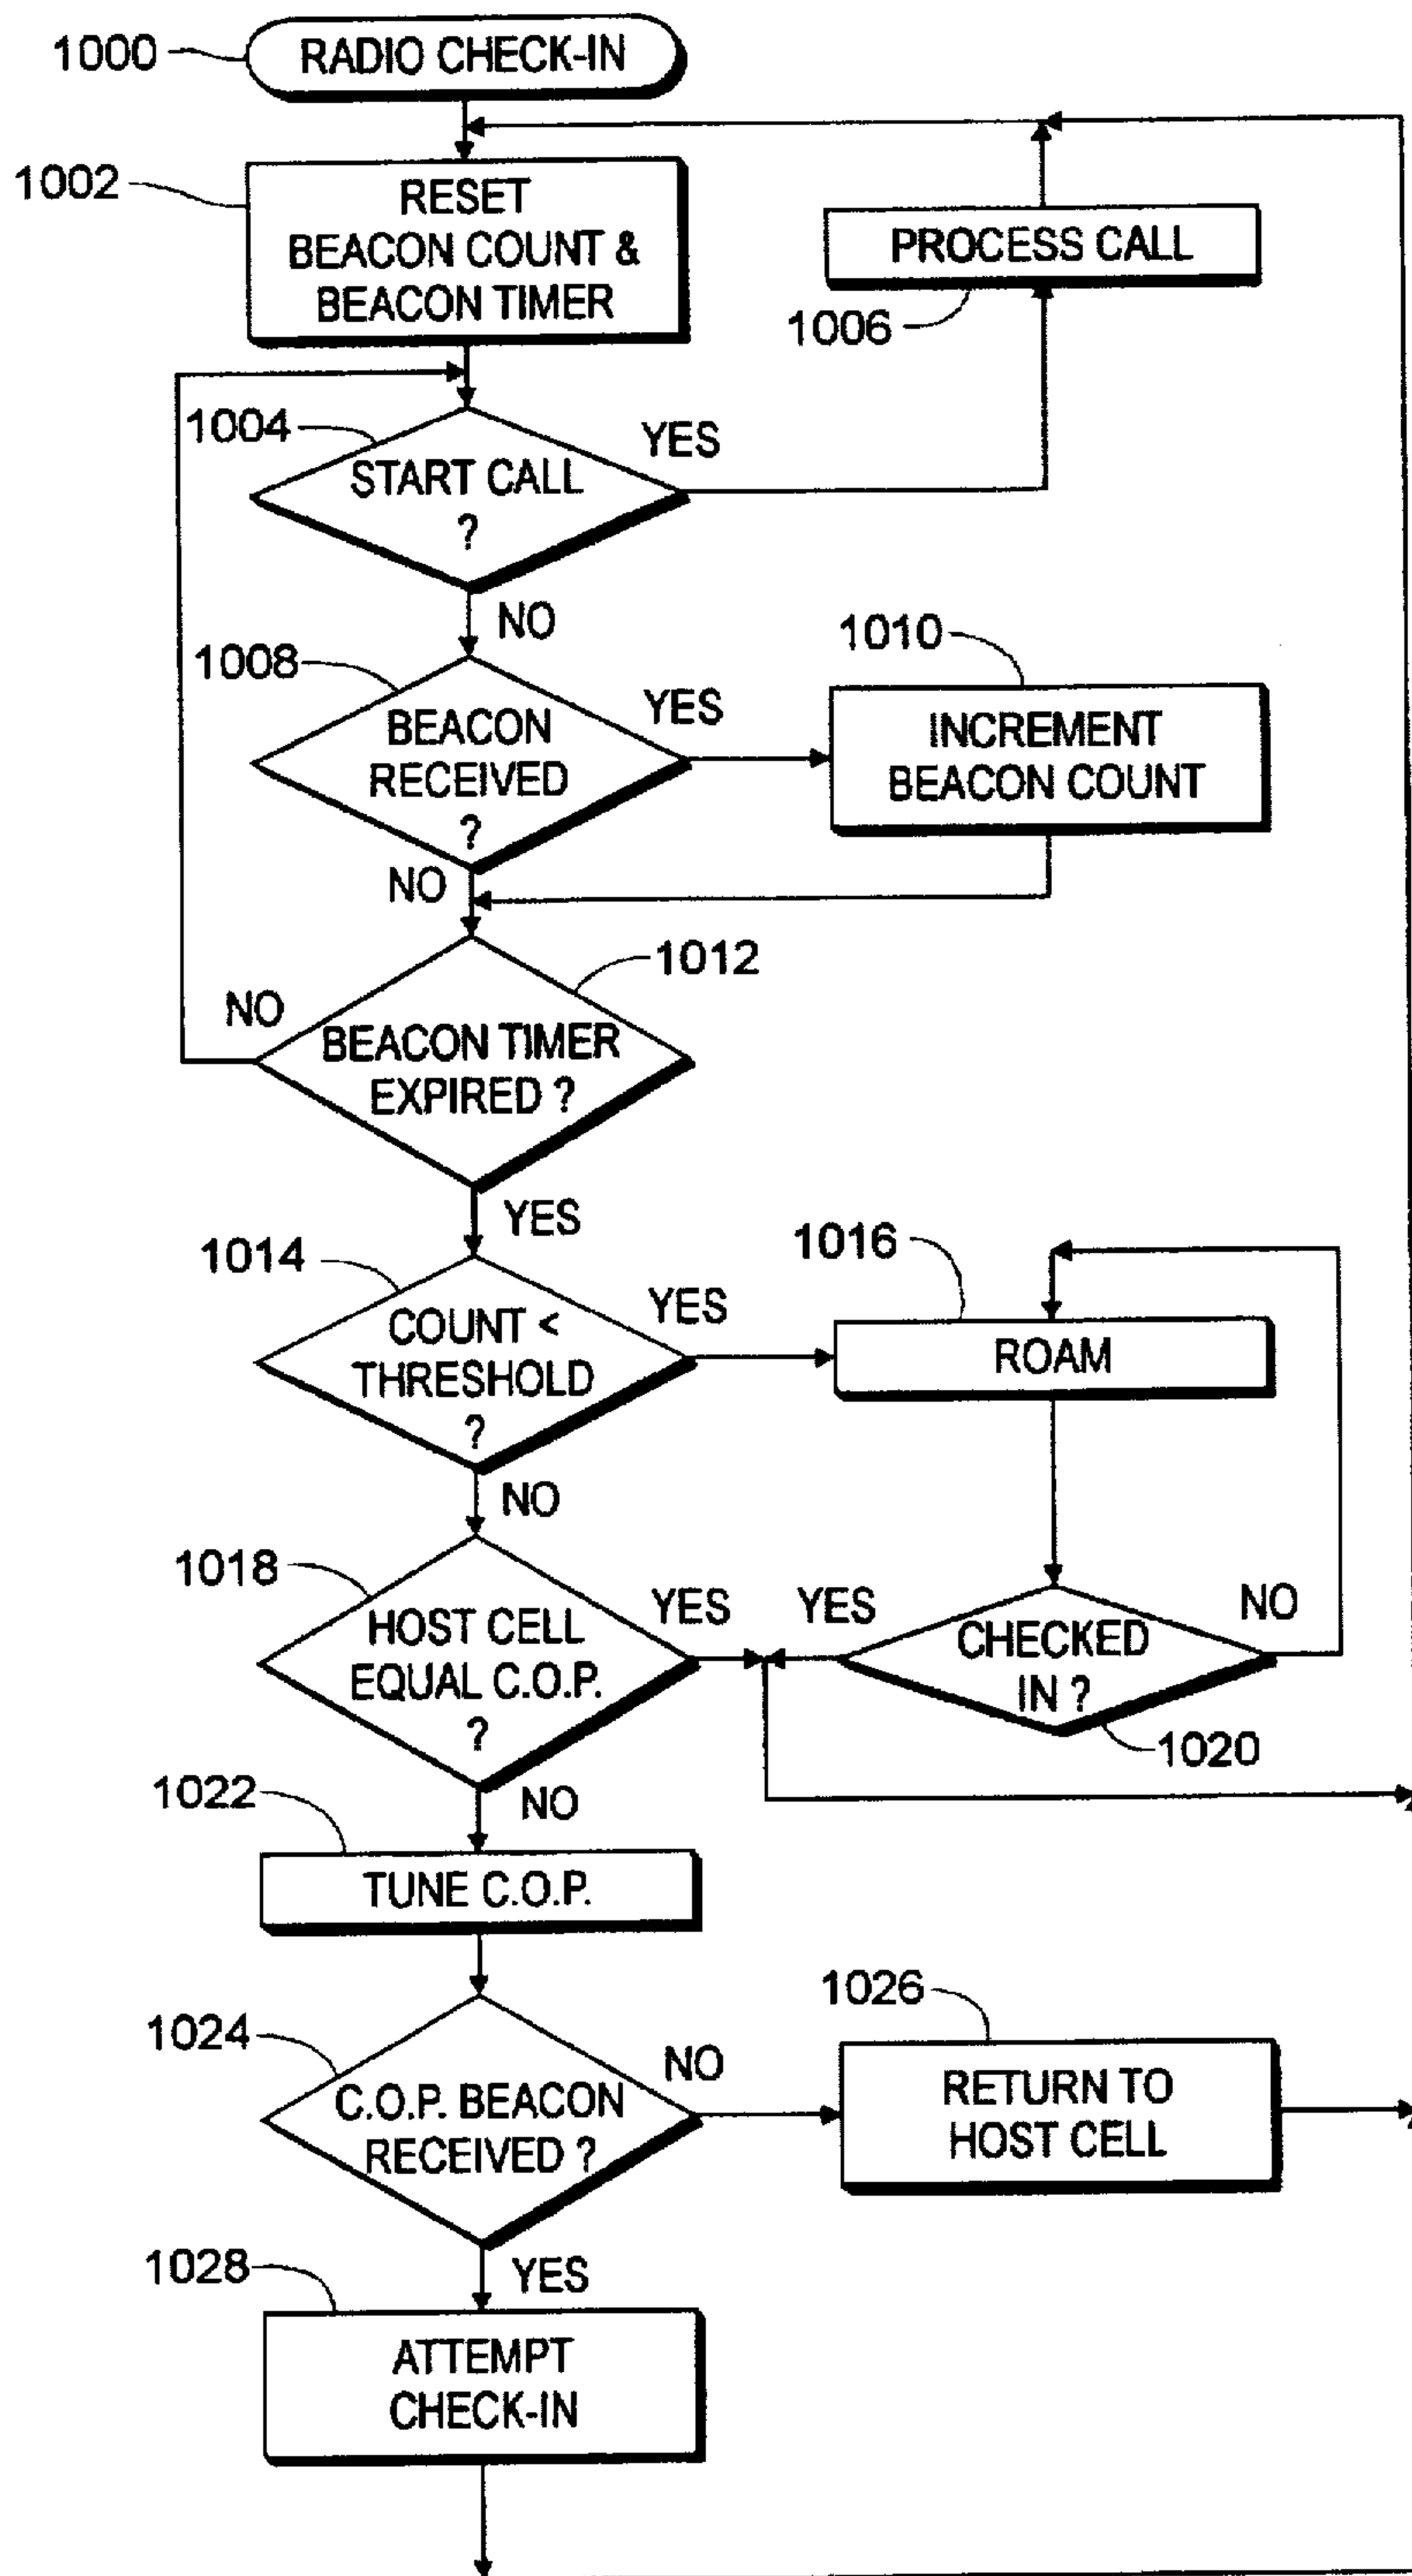 1000
RADIO CHECK-IN
1002
RESET
BEACON COUNT &
BEACON TIMER
PROCESS CALL
1006
1004
START CALL
?
YES
NO
1008
BEACON
RECEIVED
?
YES
1010
INCREMENT
BEACON COUNT
NO
1012
BEACON TIMER
EXPIRED ?
NO
YES
1014
COUNT <
THRESHOLD
?
YES
1016
ROAM
NO
1018
HOST CELL
EQUAL C.O.P.
?
YES
YES
CHECKED
IN ?
NO
1020
NO
1022
TUNE C.O.P.
1024
C.O.P. BEACON
RECEIVED ?
NO
1026
RETURN TO
HOST CELL
YES
1028
ATTEMPT
CHECK-IN